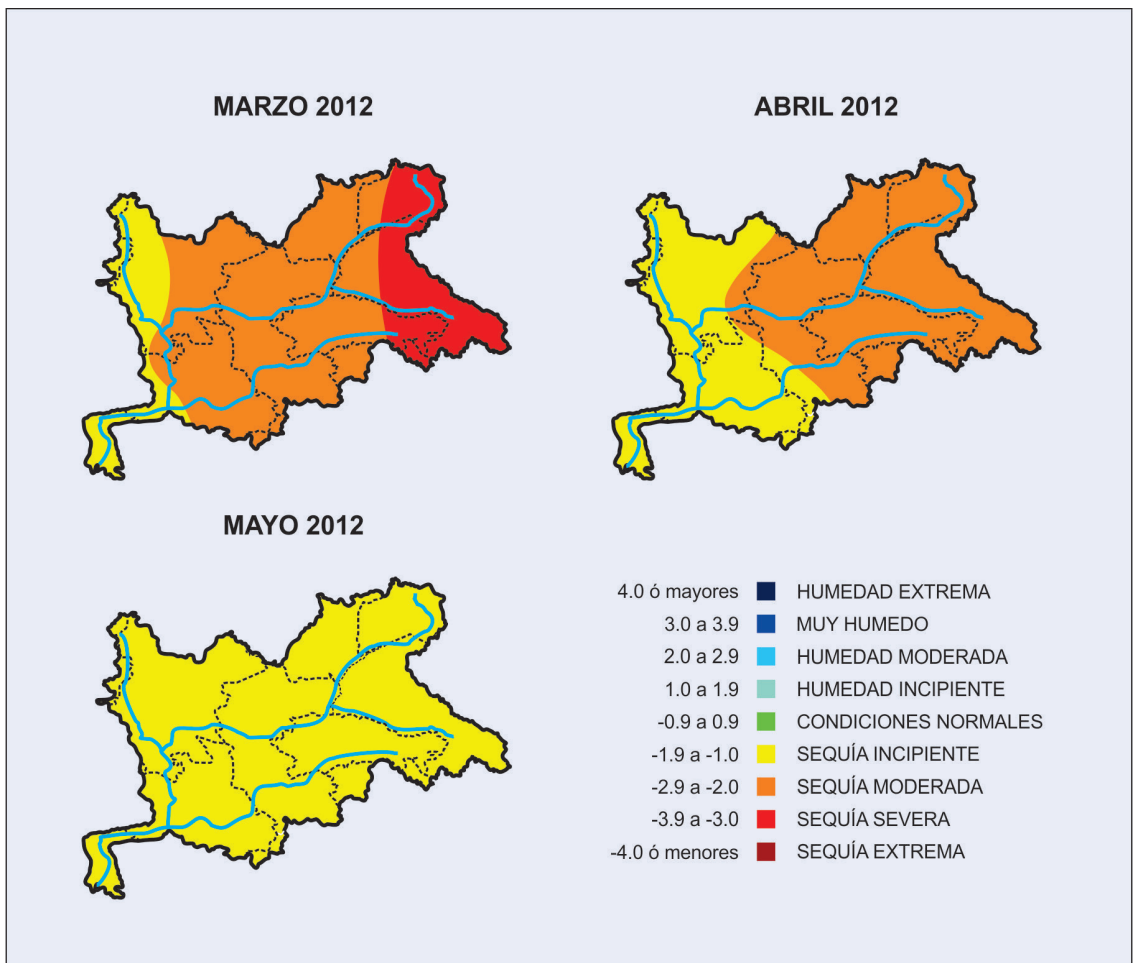 MARZO 2012
ABRIL 2012
MAYO 2012
4.0 ó mayores HUMEDAD EXTREMA
3.0 a 3.9 MUY HUMEDO
2.0 a 2.9 HUMEDAD MODERADA
1.0 a 1.9 HUMEDAD INCIPIENTE
-0.9 a 0.9 CONDICIONES NORMALES
-1.9 a -1.0 SEQUÍA INCIPIENTE
-2.9 a -2.0 SEQUÍA MODERADA
-3.9 a -3.0 SEQUÍA SEVERA
-4.0 ó menores SEQUÍA EXTREMA